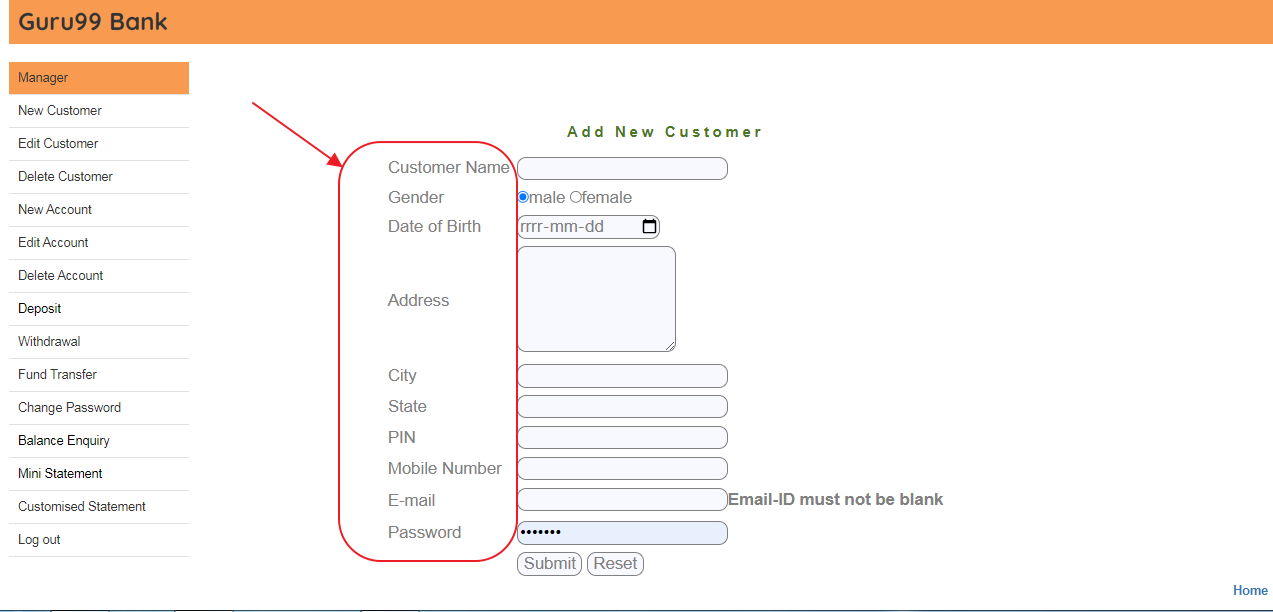 Guru99 Bank
Manager
New Customer
Edit Customer
Delete Customer
New Account
Edit Account
Delete Account
Deposit
Withdrawal
Fund Transfer
Change Password
Balance Enquiry
Mini Statement
Customised Statement
Log out
Add New Customer
Customer Name
Gender male female
Date of Birth rrrr-mm-dd
Address
City
State
PIN
Mobile Number
E-mail Email-ID must not be blank
Password •••••••
Submit Reset
Home